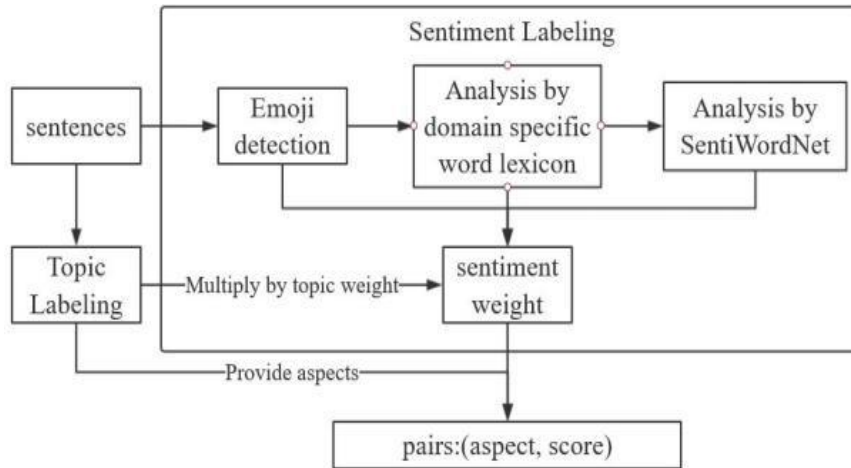 Sentiment Labeling
sentences
Emoji
detection
Analysis by
domain specific
word lexicon
Analysis by
SentiWordNet
Topic
Labeling
Multiply by topic weight
sentiment
weight
Provide aspects
pairs:(aspect, score)